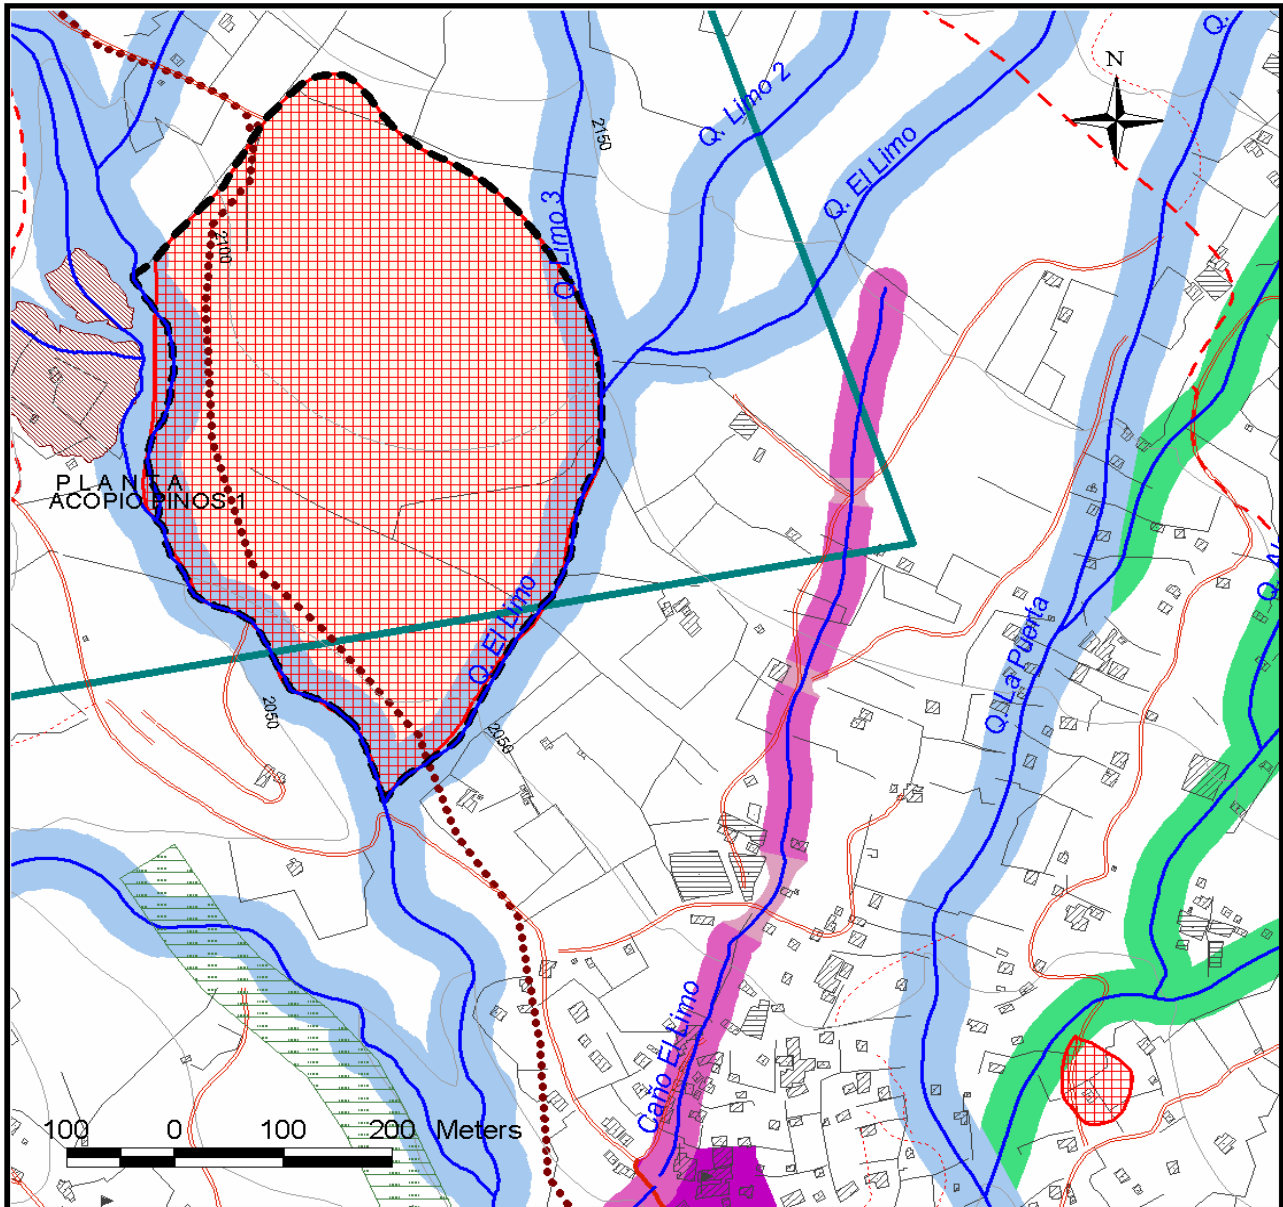 Q.
N
Q. Limo 2
2150
Q. El Limo
Q. Limo 3
2100
PLANTA
ACOPIO PINOS 1
Q. El Limo
Q. La Puerta
2050
2050
Caño El Limo
100 0 100 200 Meters